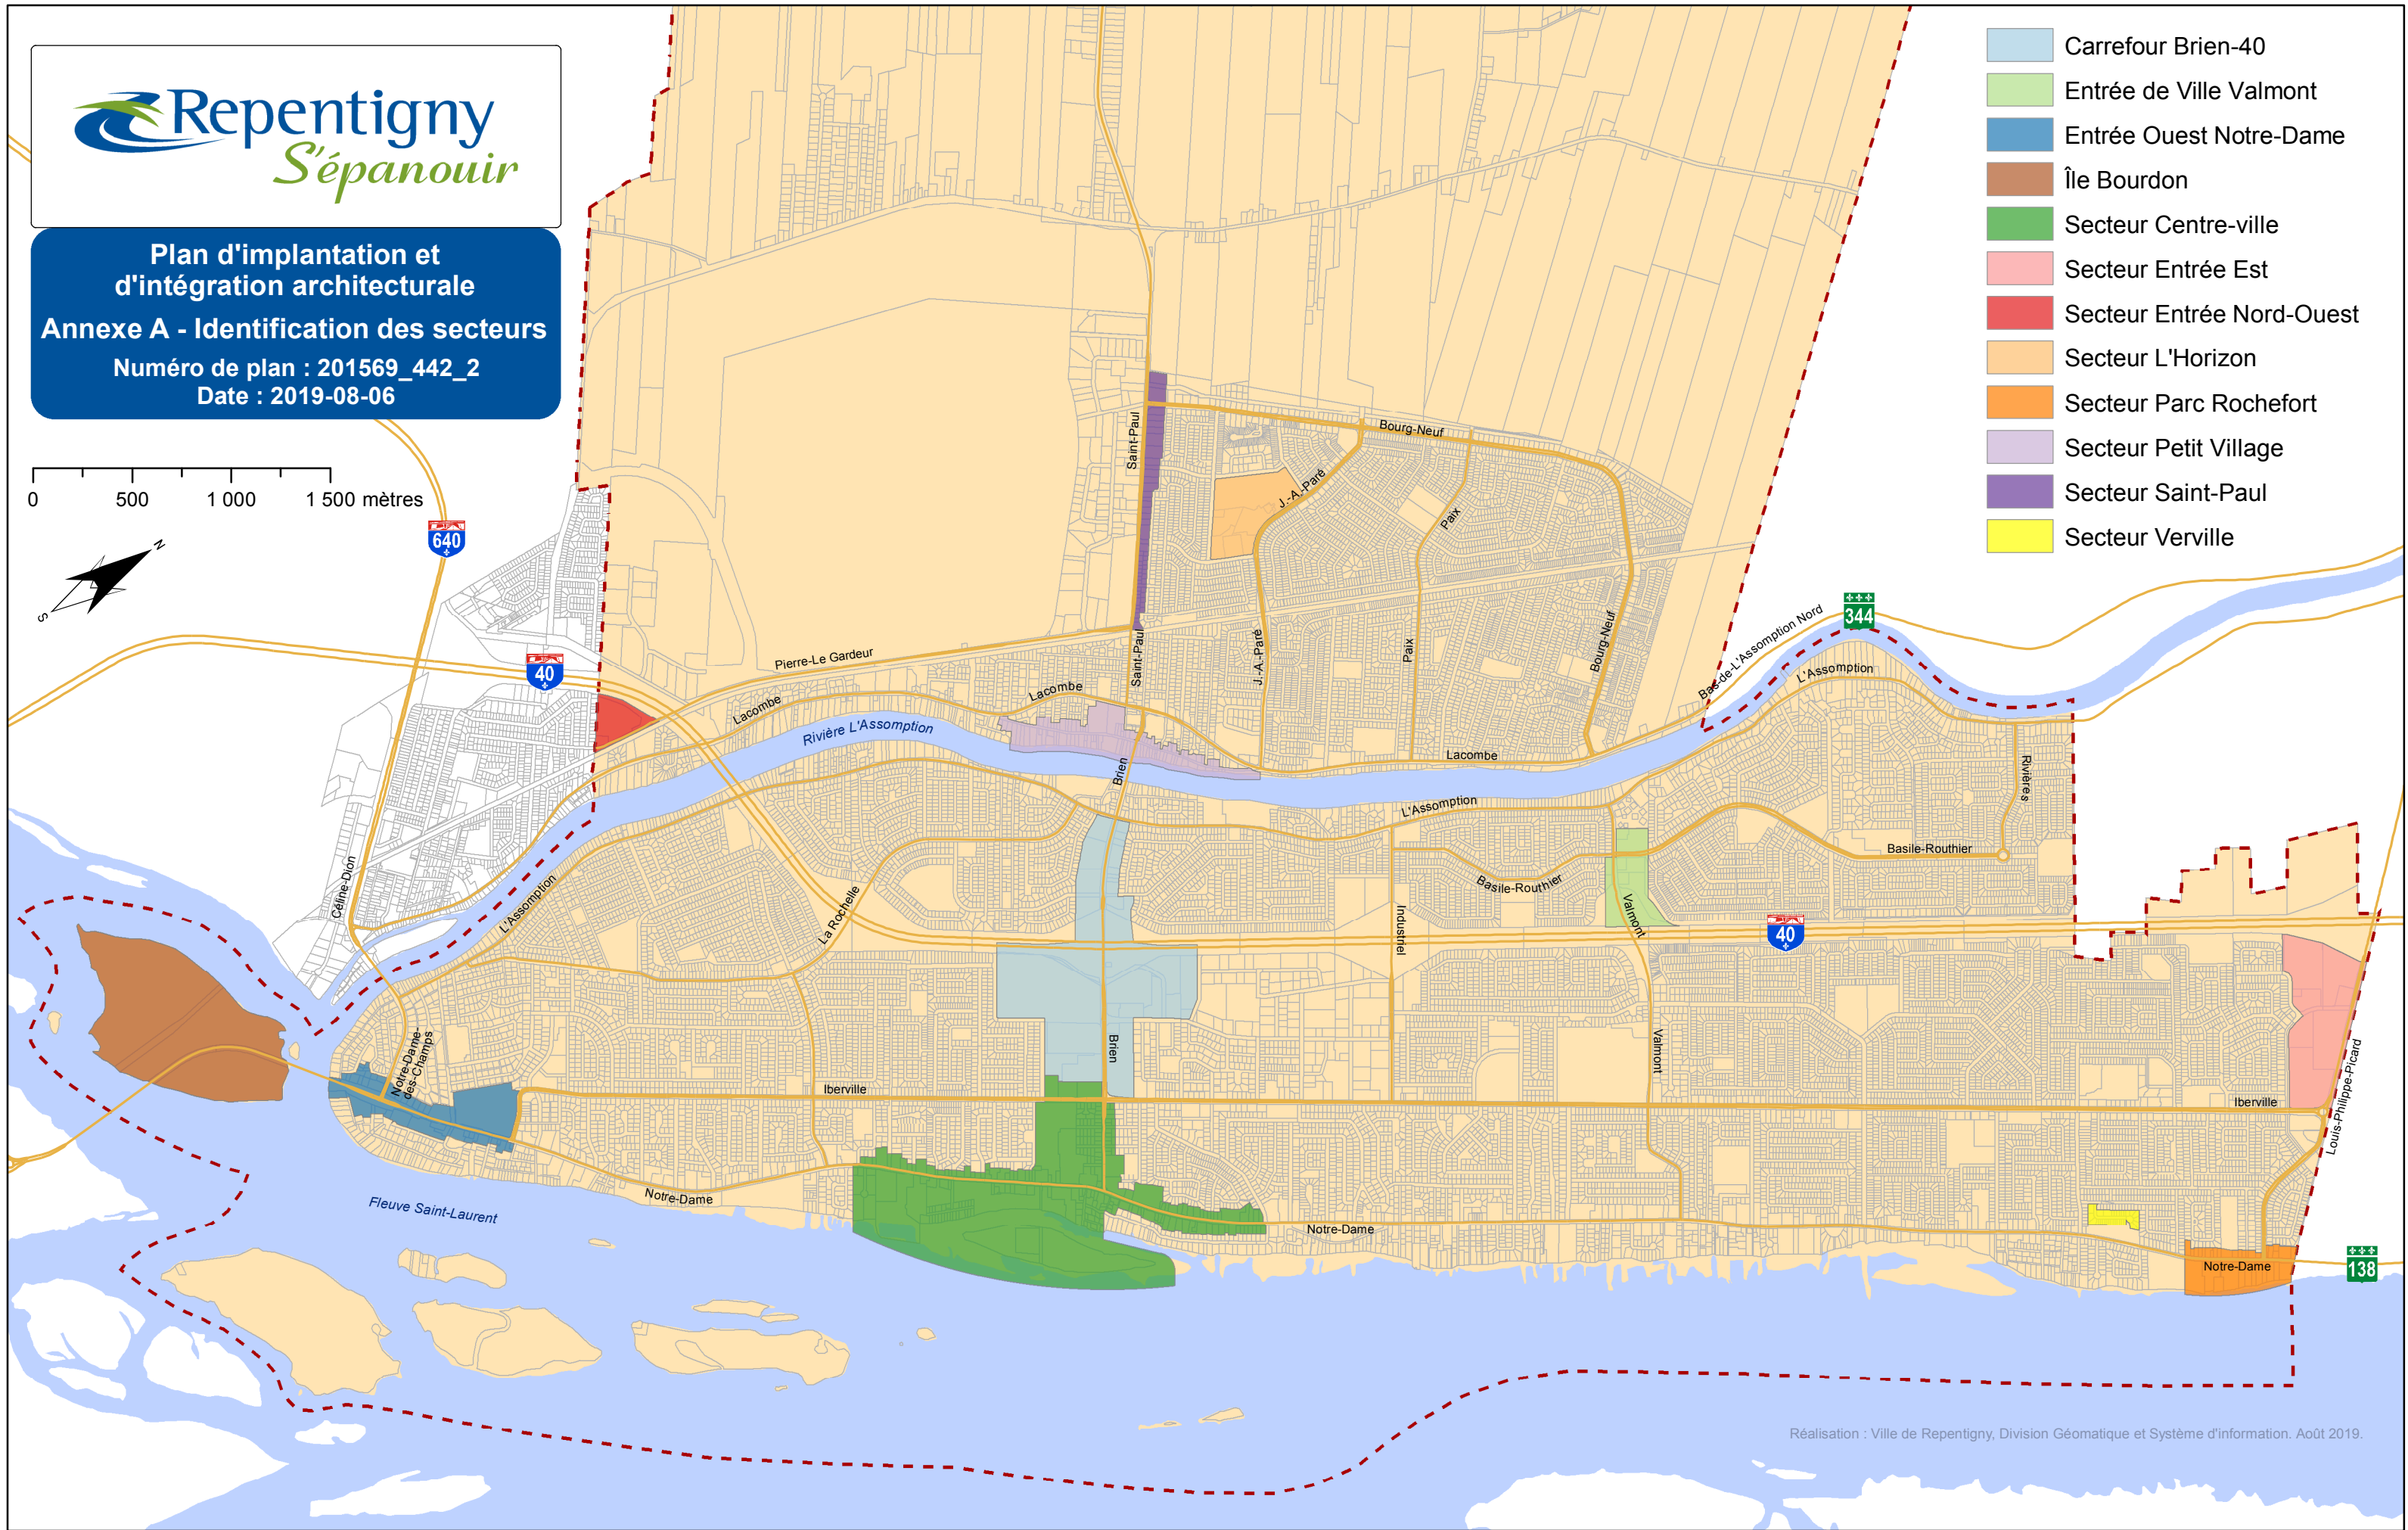 Repentigny
S'épanouir
Plan d'implantation et
d'intégration architecturale
Annexe A - Identification des secteurs
Numéro de plan : 201569_442_2
Date : 2019-08-06
0 500 1 000 1 500 mètres
N
S
Carrefour Brien-40
Entrée de Ville Valmont
Entrée Ouest Notre-Dame
Île Bourdon
Secteur Centre-ville
Secteur Entrée Est
Secteur Entrée Nord-Ouest
Secteur L'Horizon
Secteur Parc Rochefort
Secteur Petit Village
Secteur Saint-Paul
Secteur Verville
640
40
344
40
138
Saint-Paul
Bourg-Neuf
J.-A.-Paré
Paix
Pierre-Le Gardeur
Saint-Paul
J.-A.-Paré
Paix
Bourg-Neuf
Bas-de-L'Assomption Nord
L'Assomption
Lacombe
Lacombe
Rivière L'Assomption
Brien
Lacombe
Rivières
L'Assomption
Basile-Routhier
Basile-Routhier
Céline-Dion
L'Assomption
La Rochelle
Industriel
Valmont
Notre-Dame-
des-Champs
Brien
Valmont
Iberville
Iberville
Louis-Philippe-Picard
Notre-Dame
Fleuve Saint-Laurent
Notre-Dame
Notre-Dame
Réalisation : Ville de Repentigny, Division Géomatique et Système d'information. Août 2019.